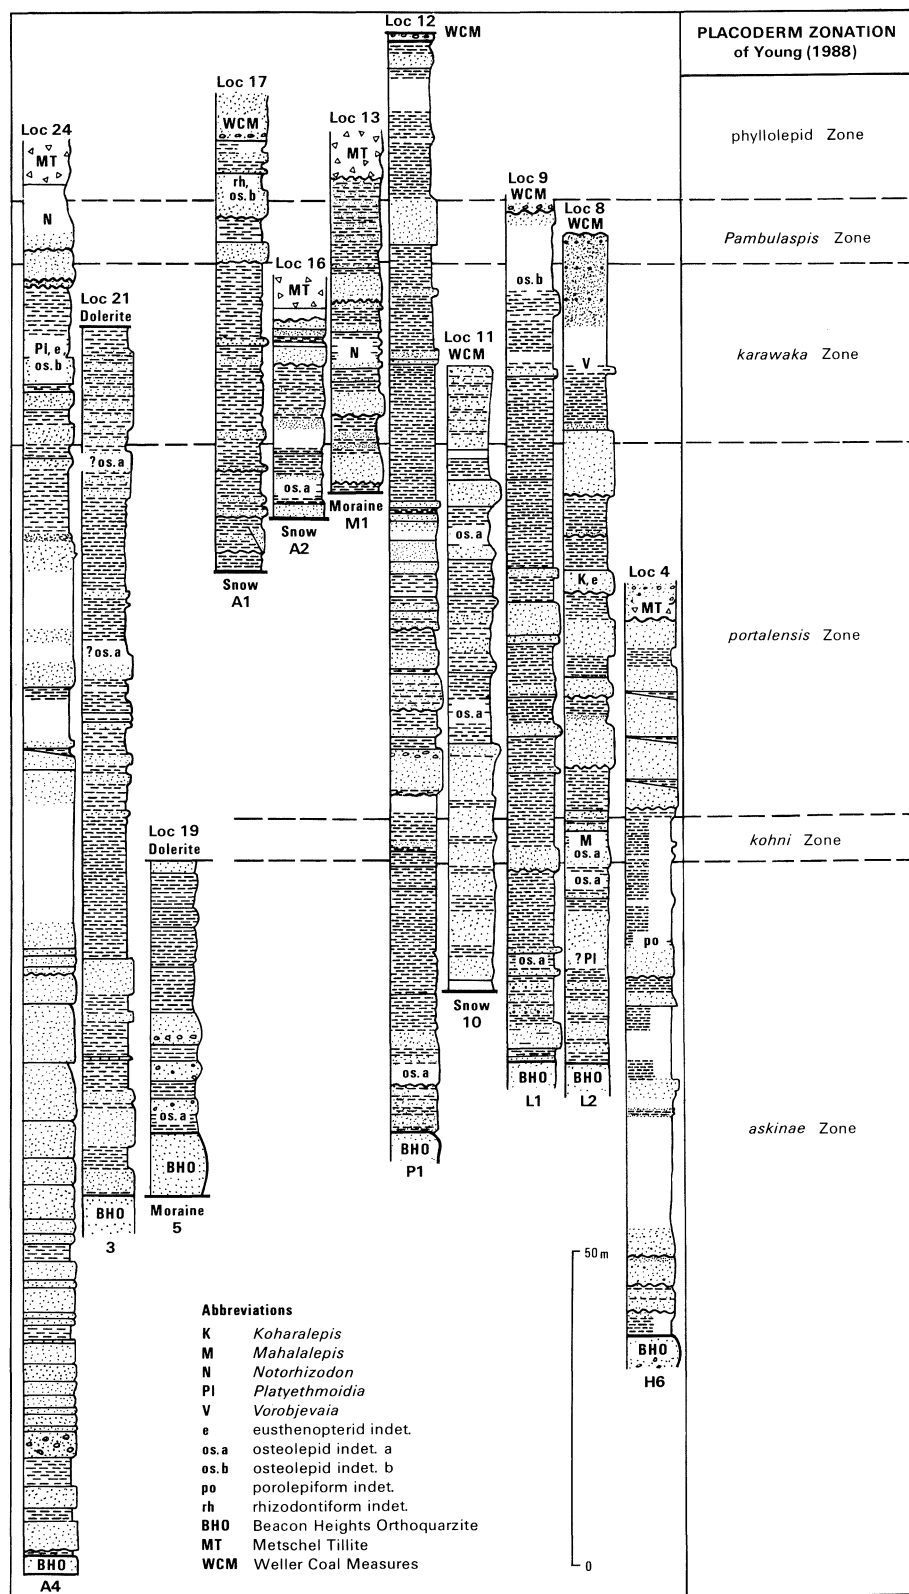 Loc 12
WCM
PLACODERM ZONATION
of Young (1988)
Loc 17
WCM
rh,
os.b
Loc 13
MT
N
Moraine
M1
Loc 24
MT
N
Pl, e,
os.b
phyllolepid Zone
Loc 9
WCM
os.b
os.a
BHO
L1
Loc 8
WCM
V
K, e
M
os.a
os.a
? Pl
BHO
L2
Pambulaspis Zone
Loc 16
MT
os.a
Snow
A2
Loc 21
Dolerite
? os.a
? os.a
BHO
3
Loc 11
WCM
os.a
os.a
Snow
10
karawaka Zone
Snow
A1
Loc 4
MT
po
BHO
H6
portalensis Zone
Loc 19
Dolerite
os.a
BHO
Moraine
5
kohni Zone
os.a
BHO
P1
askinae Zone
50 m
0
BHO
A4
Abbreviations
K Koharalepis
M Mahalalepis
N Notorhizodon
Pl Platyethmoidia
V Vorobjevaia
e eusthenopterid indet.
os.a osteolepid indet. a
os.b osteolepid indet. b
po porolepiform indet.
rh rhizodontiform indet.
BHO Beacon Heights Orthoquarzite
MT Metschel Tillite
WCM Weller Coal Measures